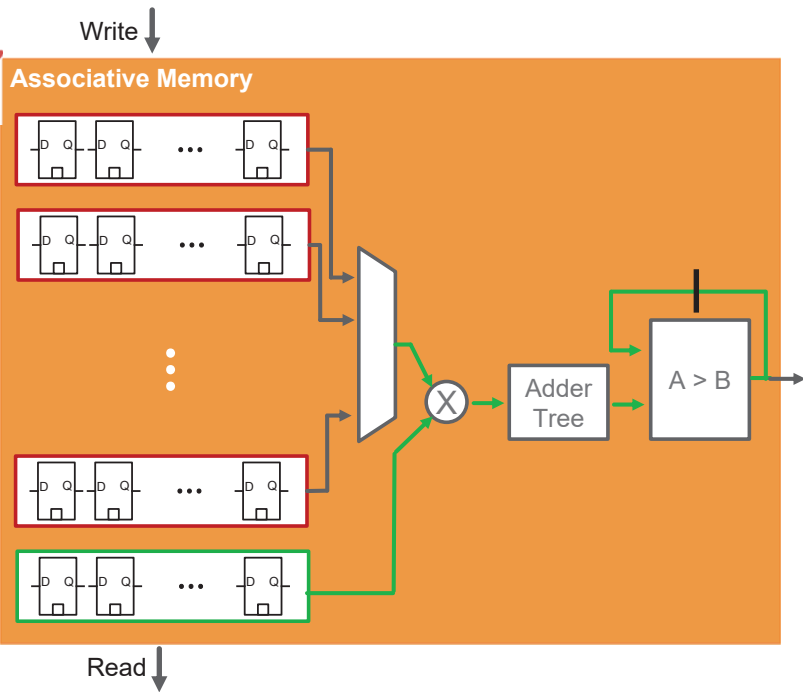 Write
Associative Memory
D Q D Q ••• D Q
D Q D Q ••• D Q
D Q D Q ••• D Q
D Q D Q ••• D Q
X
Adder
Tree
A > B
Read